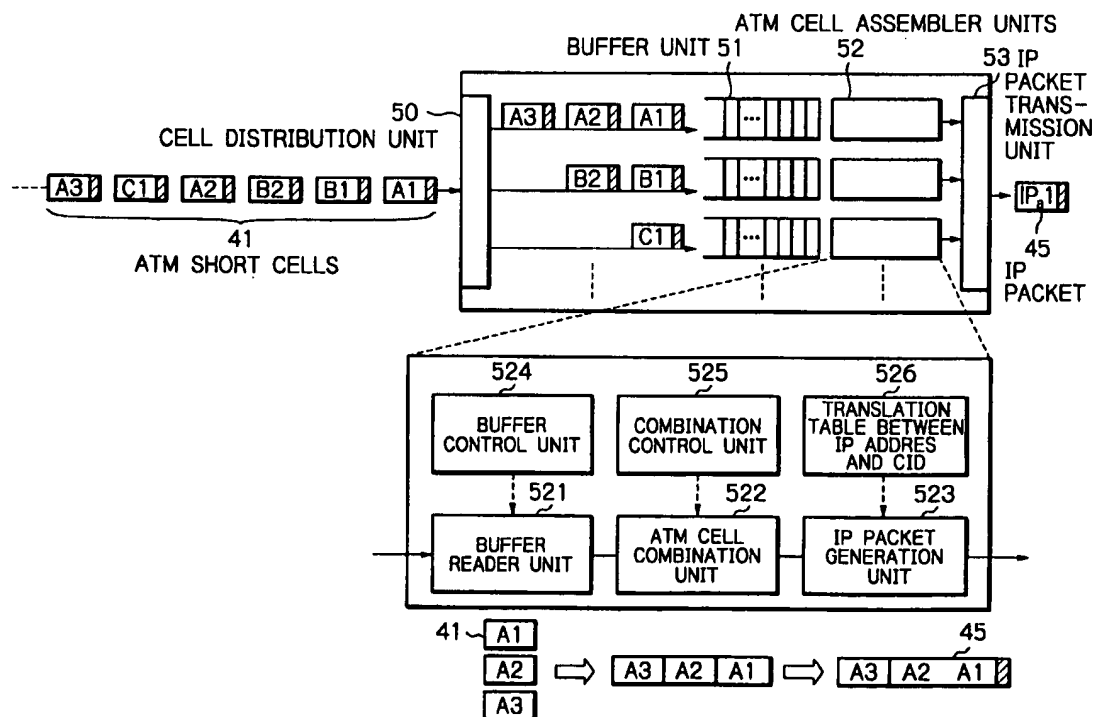 ATM CELL ASSEMBLER UNITS
BUFFER UNIT 51
52
53 IP
PACKET
TRANS-
MISSION
UNIT
50
CELL DISTRIBUTION UNIT
A3 A2 A1
...
B2 B1
A3 C1 A2 B2 B1 A1
C1
...
IPa1
45
IP
PACKET
41
ATM SHORT CELLS
524
BUFFER
CONTROL UNIT
525
COMBINATION
CONTROL UNIT
526
TRANSLATION
TABLE BETWEEN
IP ADDRES
AND CID
521
BUFFER
READER UNIT
522
ATM CELL
COMBINATION
UNIT
523
IP PACKET
GENERATION
UNIT
41
A1
A2
A3
A3 A2 A1
45
A3 A2 A1